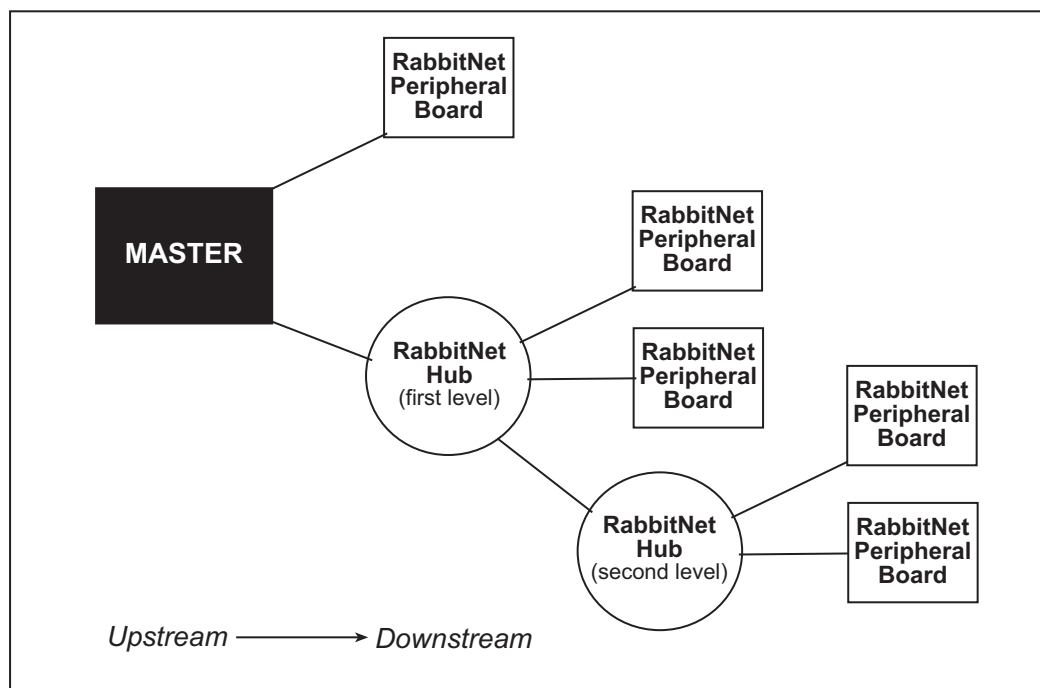 RabbitNet
Peripheral
Board
MASTER
RabbitNet
Peripheral
Board
RabbitNet
Hub
(first level)
RabbitNet
Peripheral
Board
RabbitNet
Peripheral
Board
RabbitNet
Hub
(second level)
RabbitNet
Peripheral
Board
Upstream Downstream